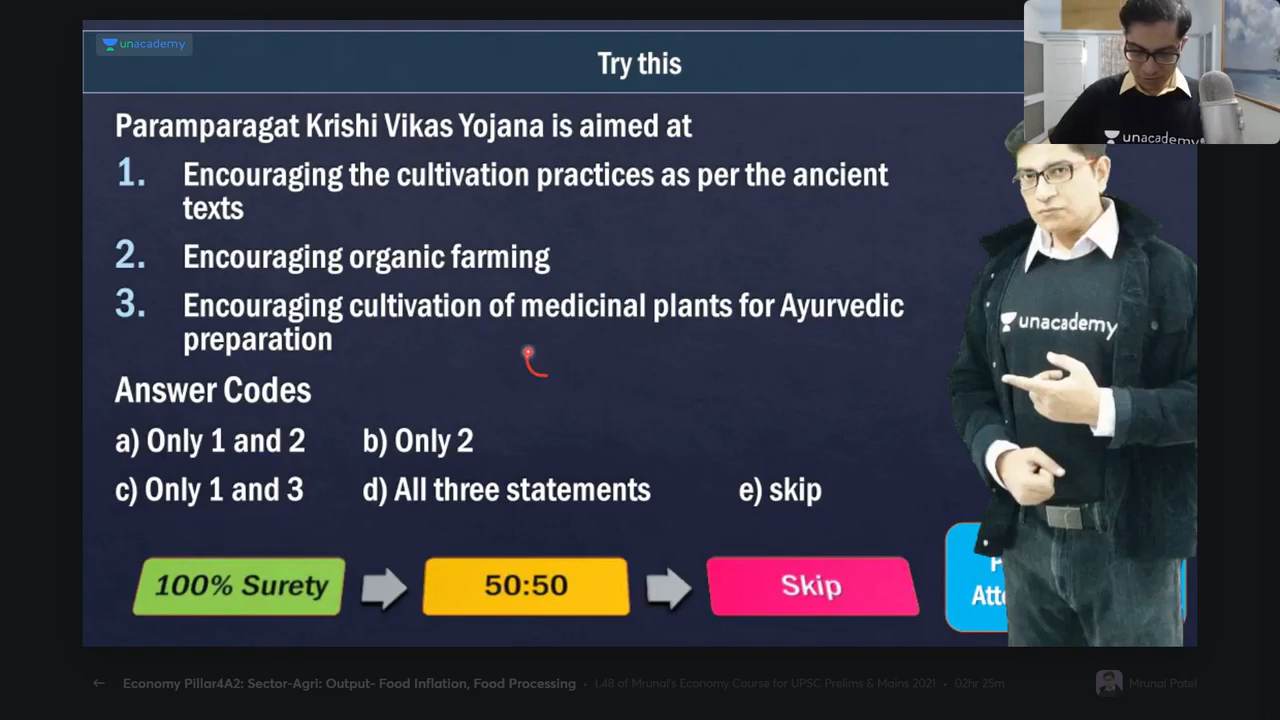 unacademy
Try this
Paramparagat Krishi Vikas Yojana is aimed at
1. Encouraging the cultivation practices as per the ancient
texts
2. Encouraging organic farming
3. Encouraging cultivation of medicinal plants for Ayurvedic
preparation
Answer Codes
a) Only 1 and 2 b) Only 2
c) Only 1 and 3 d) All three statements e) skip
100% Surety 50:50 Skip
unacademy
unacademy
Economy Pillar4A2: Sector-Agri: Output- Food Inflation, Food Processing • L48 of Mrunal's Economy Course for UPSC Prelims & Mains 2021 • 02hr 25m
Mrunal Patel